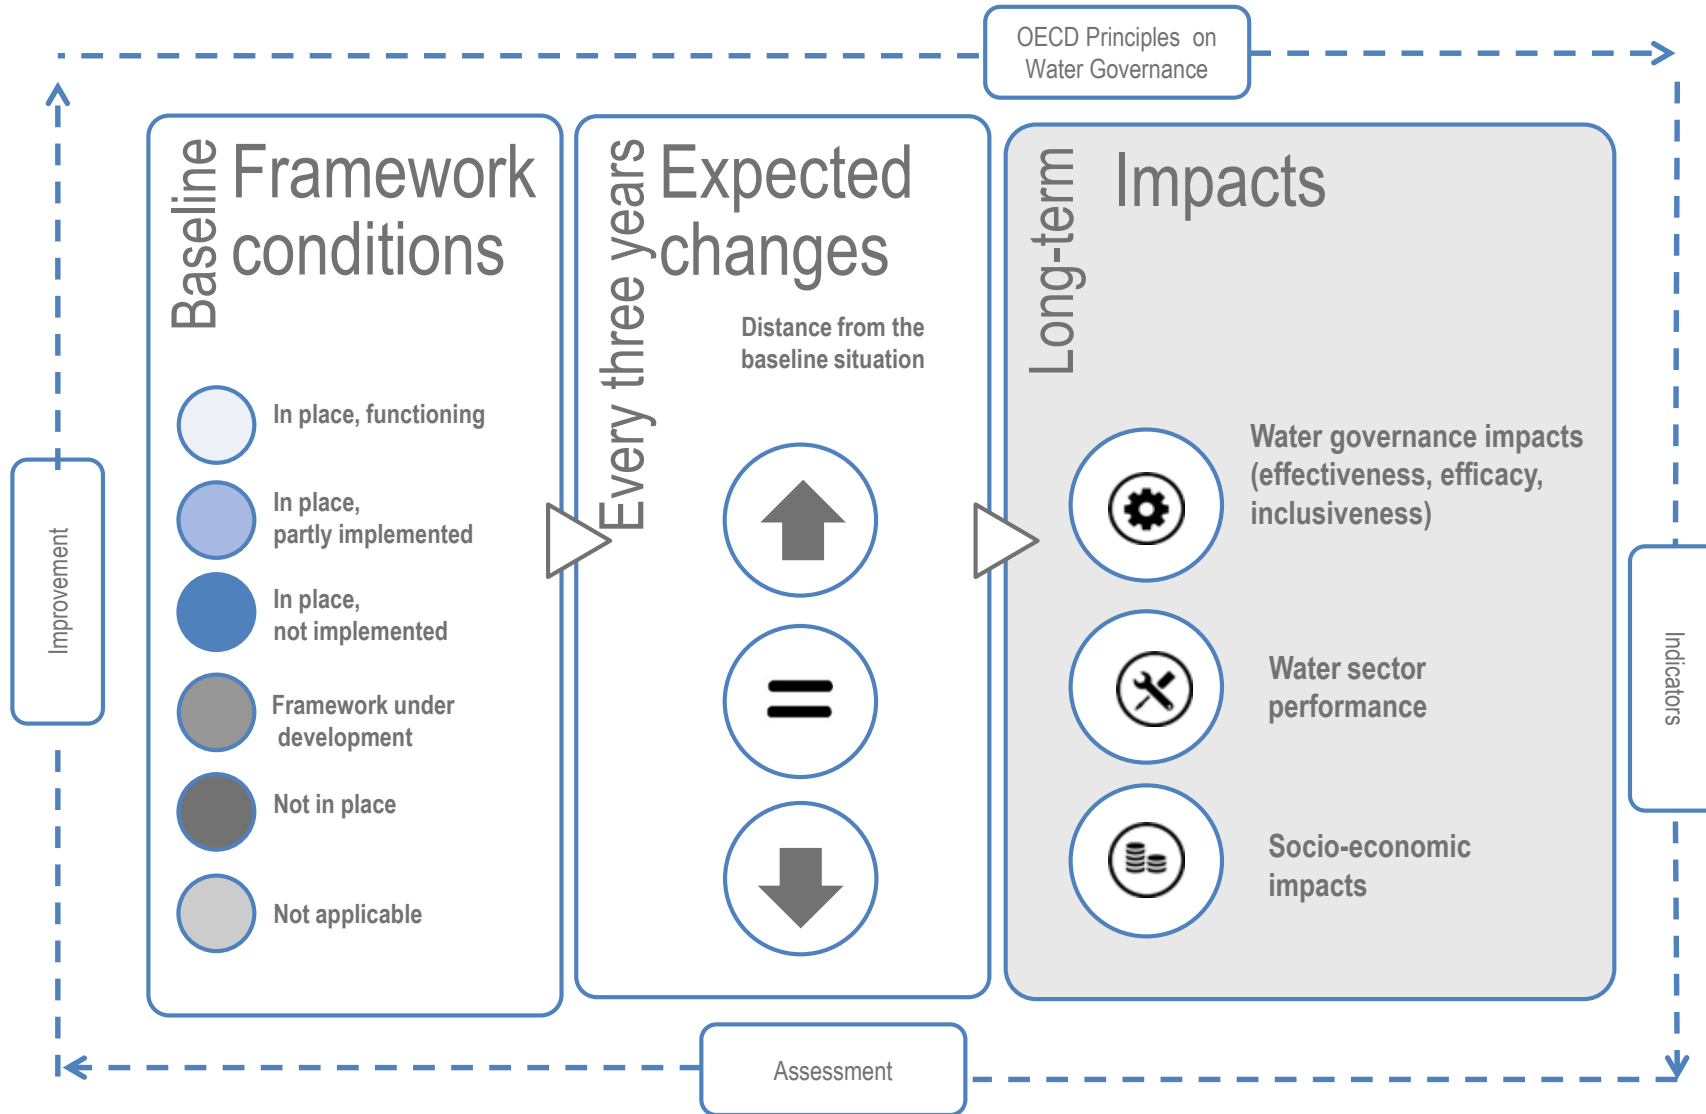 OECD Principles on
Water Governance
Baseline
Framework
conditions
In place, functioning
In place,
partly implemented
In place,
not implemented
Framework under
development
Not in place
Not applicable
Every three years
Expected
changes
Distance from the
baseline situation
Long-term
Impacts
Water governance impacts
(effectiveness, efficacy,
inclusiveness)
Water sector
performance
Socio-economic
impacts
Improvement
Indicators
Assessment